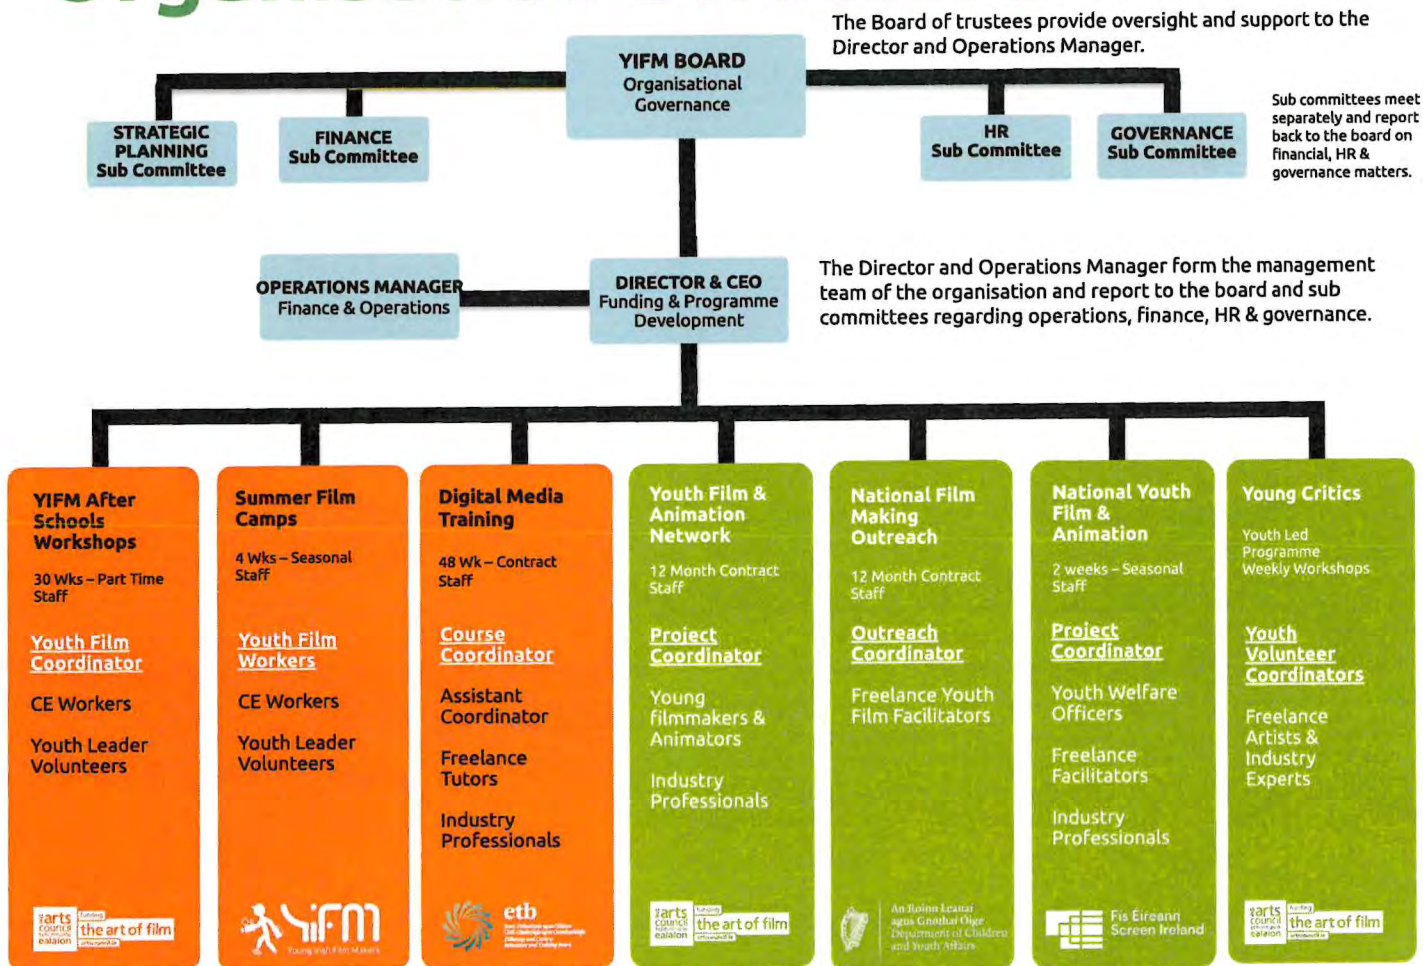 The Board of trustees provide oversight and support to the
Director and Operations Manager.
YIFM BOARD
Organisational
Governance
STRATEGIC
PLANNING
Sub Committee
FINANCE
Sub Committee
HR
Sub Committee
GOVERNANCE
Sub Committee
Sub committees meet
separately and report
back to the board on
financial, HR &
governance matters.
OPERATIONS MANAGER
Finance & Operations
DIRECTOR & CEO
Funding & Programme
Development
The Director and Operations Manager form the management
team of the organisation and report to the board and sub
committees regarding operations, finance, HR & governance.
YIFM After
Schools
Workshops
30 Wks – Part Time
Staff
Youth Film
Coordinator
CE Workers
Youth Leader
Volunteers
arts
council
ealaíon
funding
the art of film
Summer Film
Camps
4 Wks – Seasonal
Staff
Youth Film
Workers
CE Workers
Youth Leader
Volunteers
YiFM
Young Irish Film Makers
Digital Media
Training
48 Wk – Contract
Staff
Course
Coordinator
Assistant
Coordinator
Freelance
Tutors
Industry
Professionals
etb
Youth Film &
Animation
Network
12 Month Contract
Staff
Project
Coordinator
Young
filmmakers &
Animators
Industry
Professionals
arts
council
ealaíon
funding
the art of film
National Film
Making
Outreach
12 Month Contract
Staff
Outreach
Coordinator
Freelance Youth
Film Facilitators
An Roinn Leanaí
agus Gnóthaí Óige
Department of Children
and Youth Affairs
National Youth
Film &
Animation
2 weeks – Seasonal
Staff
Project
Coordinator
Youth Welfare
Officers
Freelance
Facilitators
Industry
Professionals
Fís Éireann
Screen Ireland
Young Critics
Youth Led
Programme
Weekly Workshops
Youth
Volunteer
Coordinators
Freelance
Artists &
Industry
Experts
arts
council
ealaíon
funding
the art of film